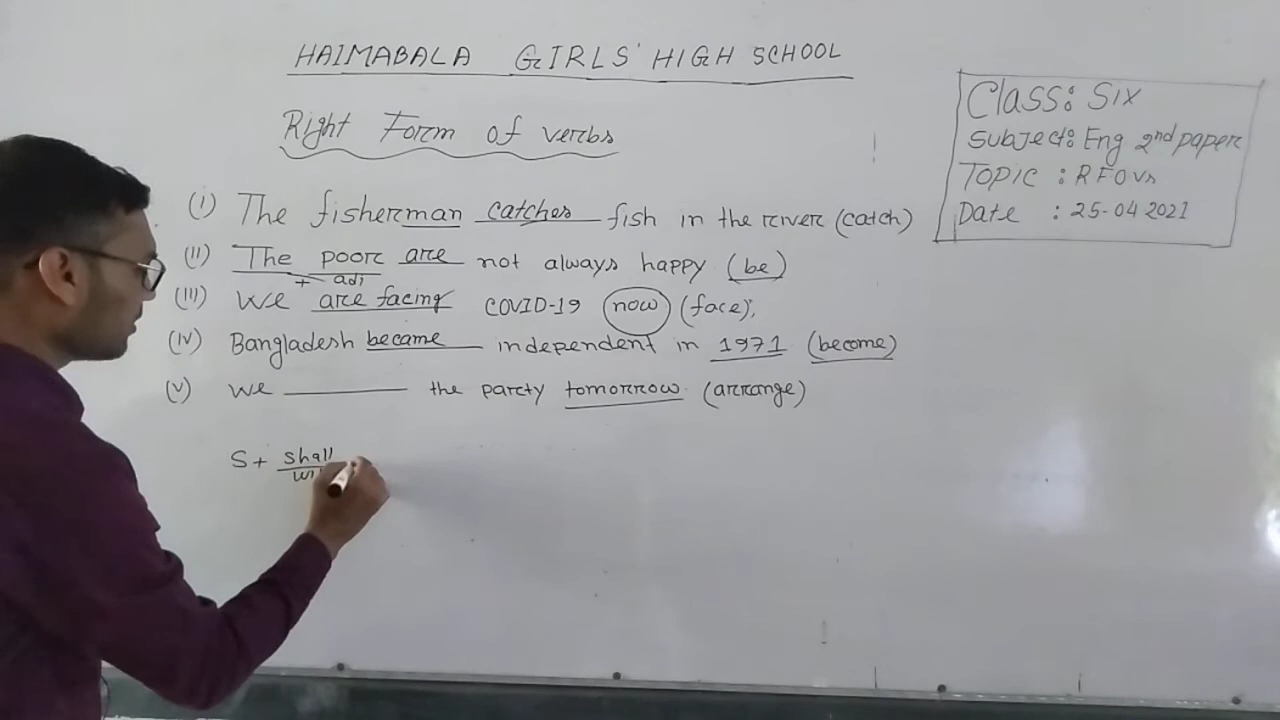 HAIMABALA GIRLS' HIGH SCHOOL
Right Form of verbs
Class: Six
Subject: Eng 2nd paper
Topic : RFOVs
Date : 25-04 2021
(i) The fisherman catches fish in the river (catch)
(ii) The poor are not always happy (be)
+ adj
(iii) We are facing COVID-19 now (face);
(iv) Bangladesh became independent in 1971 (become)
(v) We ______ the party tomorrow (arrange)
S+ shall